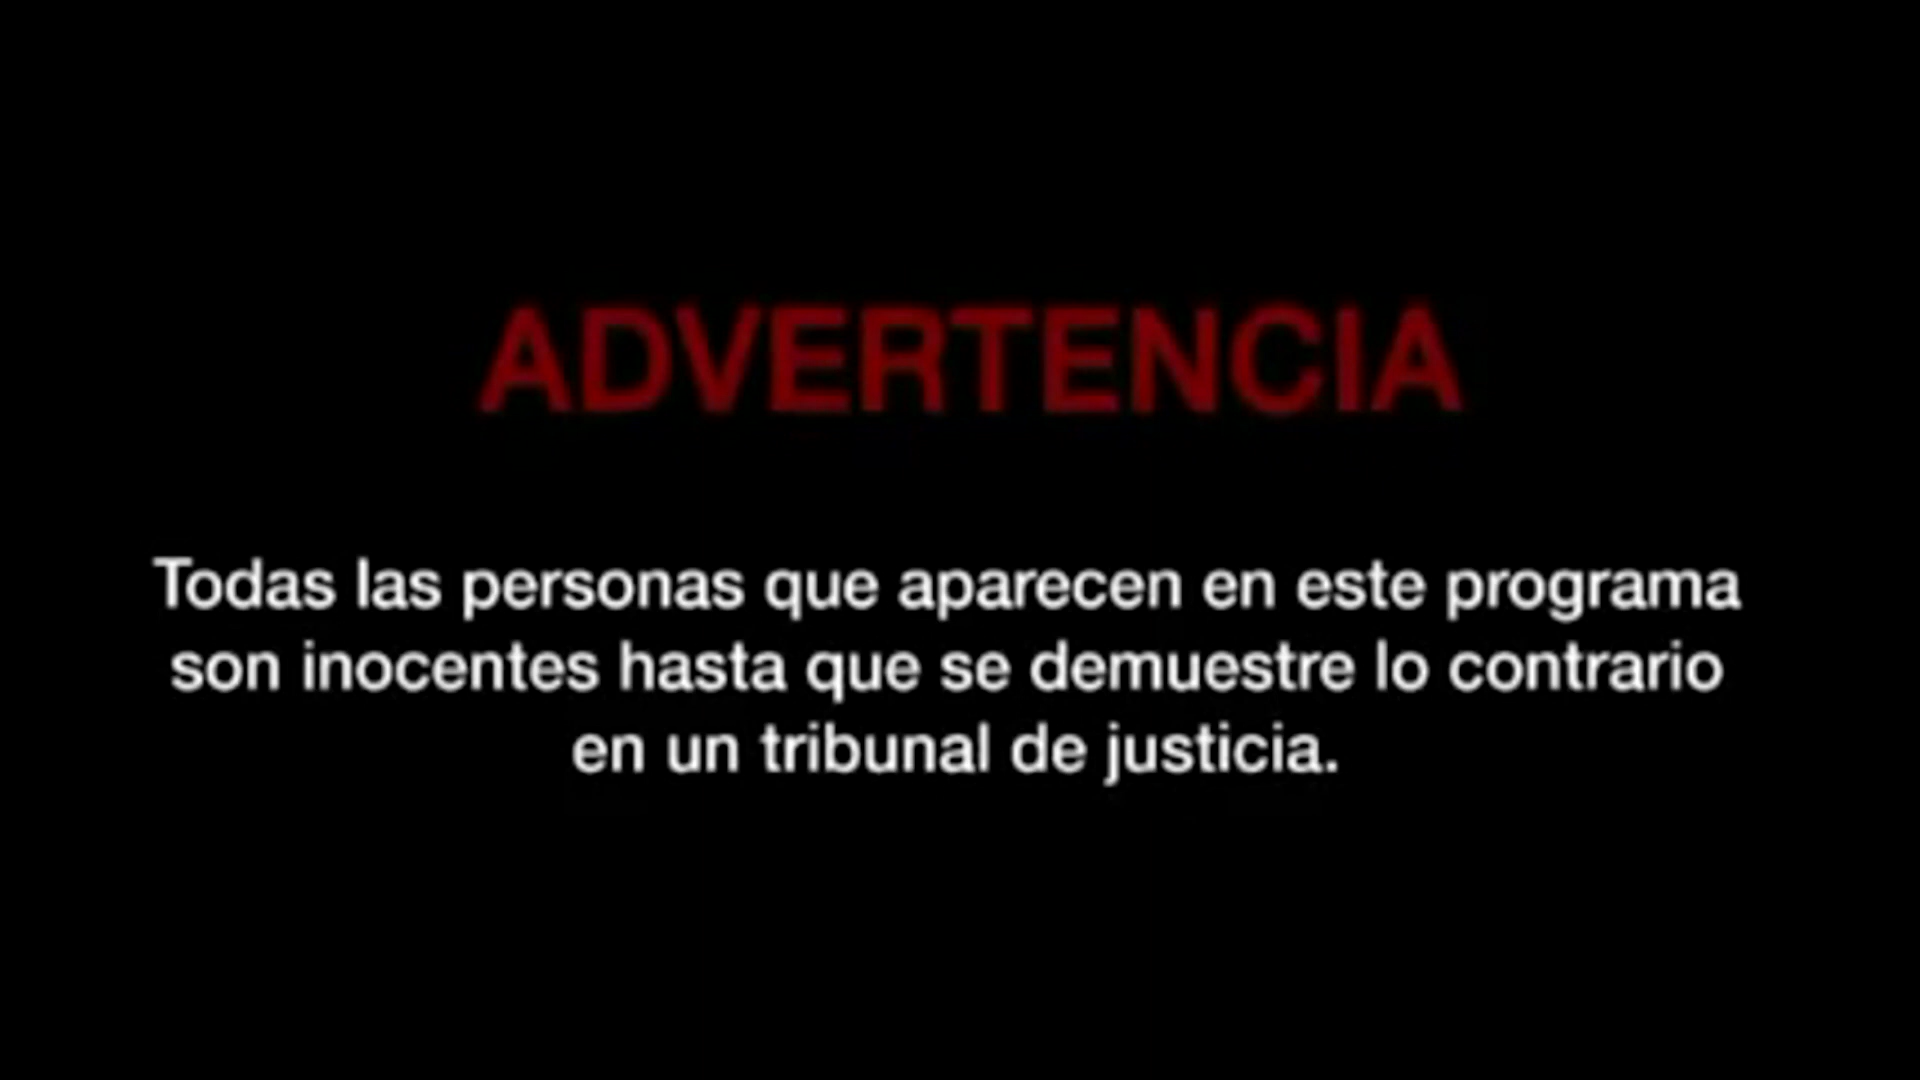 ADVERTENCIA
Todas las personas que aparecen en este programa
son inocentes hasta que se demuestre lo contrario
en un tribunal de justicia.